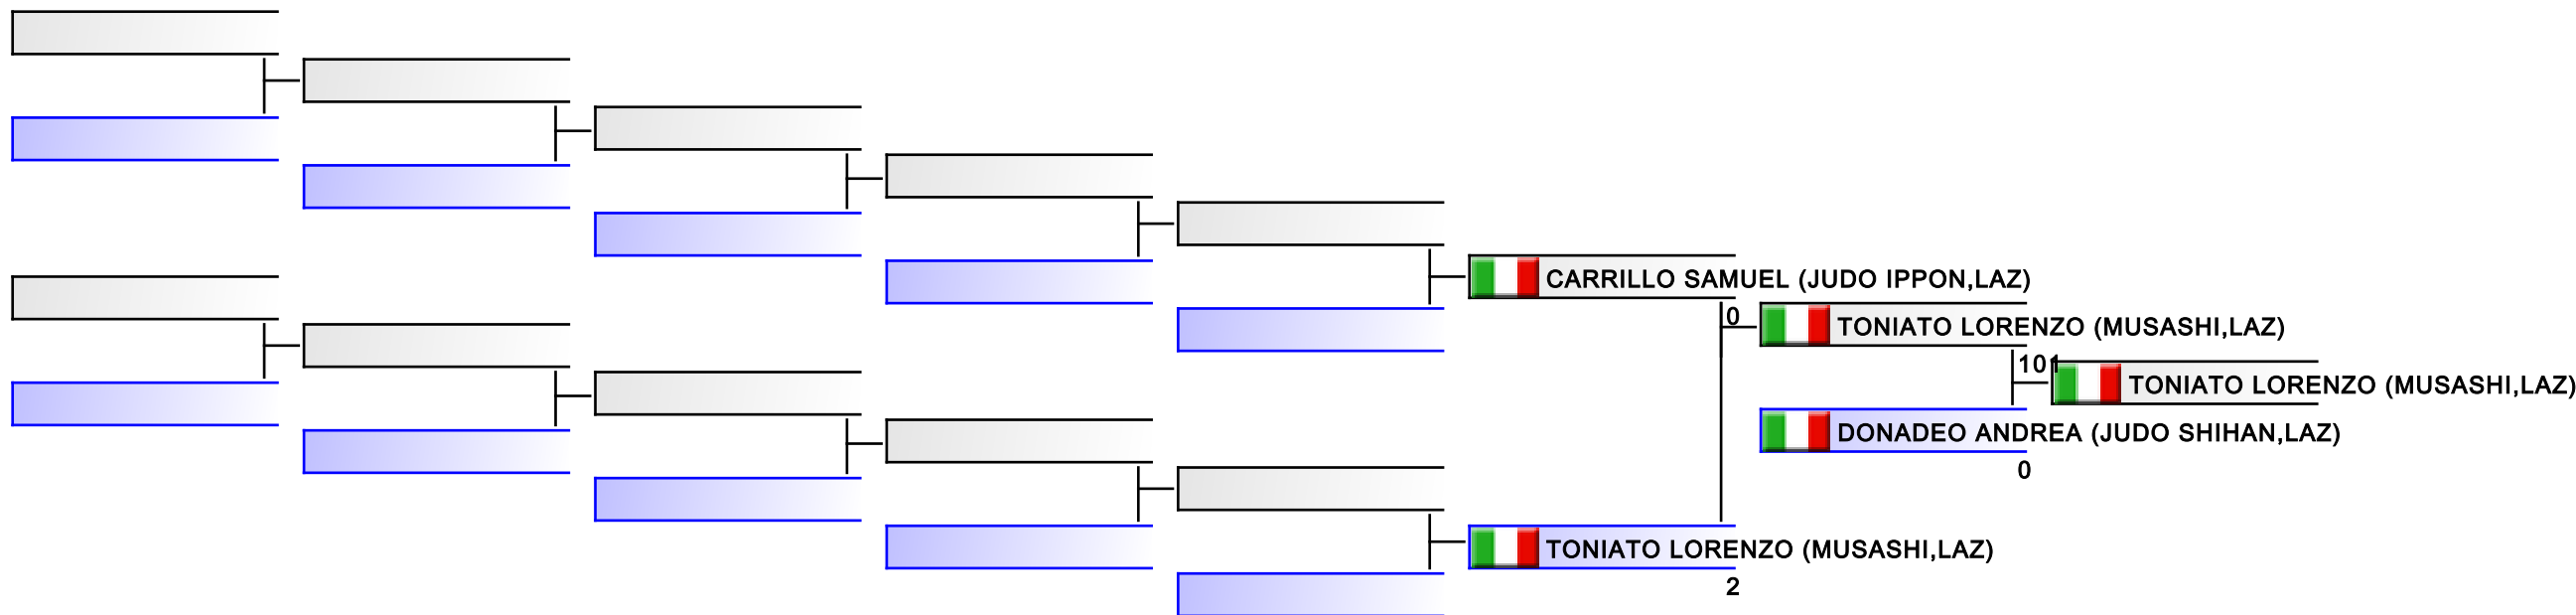 CARRILLO SAMUEL (JUDO IPPON,LAZ)
0
TONIATO LORENZO (MUSASHI,LAZ)
101
TONIATO LORENZO (MUSASHI,LAZ)
DONADEO ANDREA (JUDO SHIHAN,LAZ)
0
TONIATO LORENZO (MUSASHI,LAZ)
2